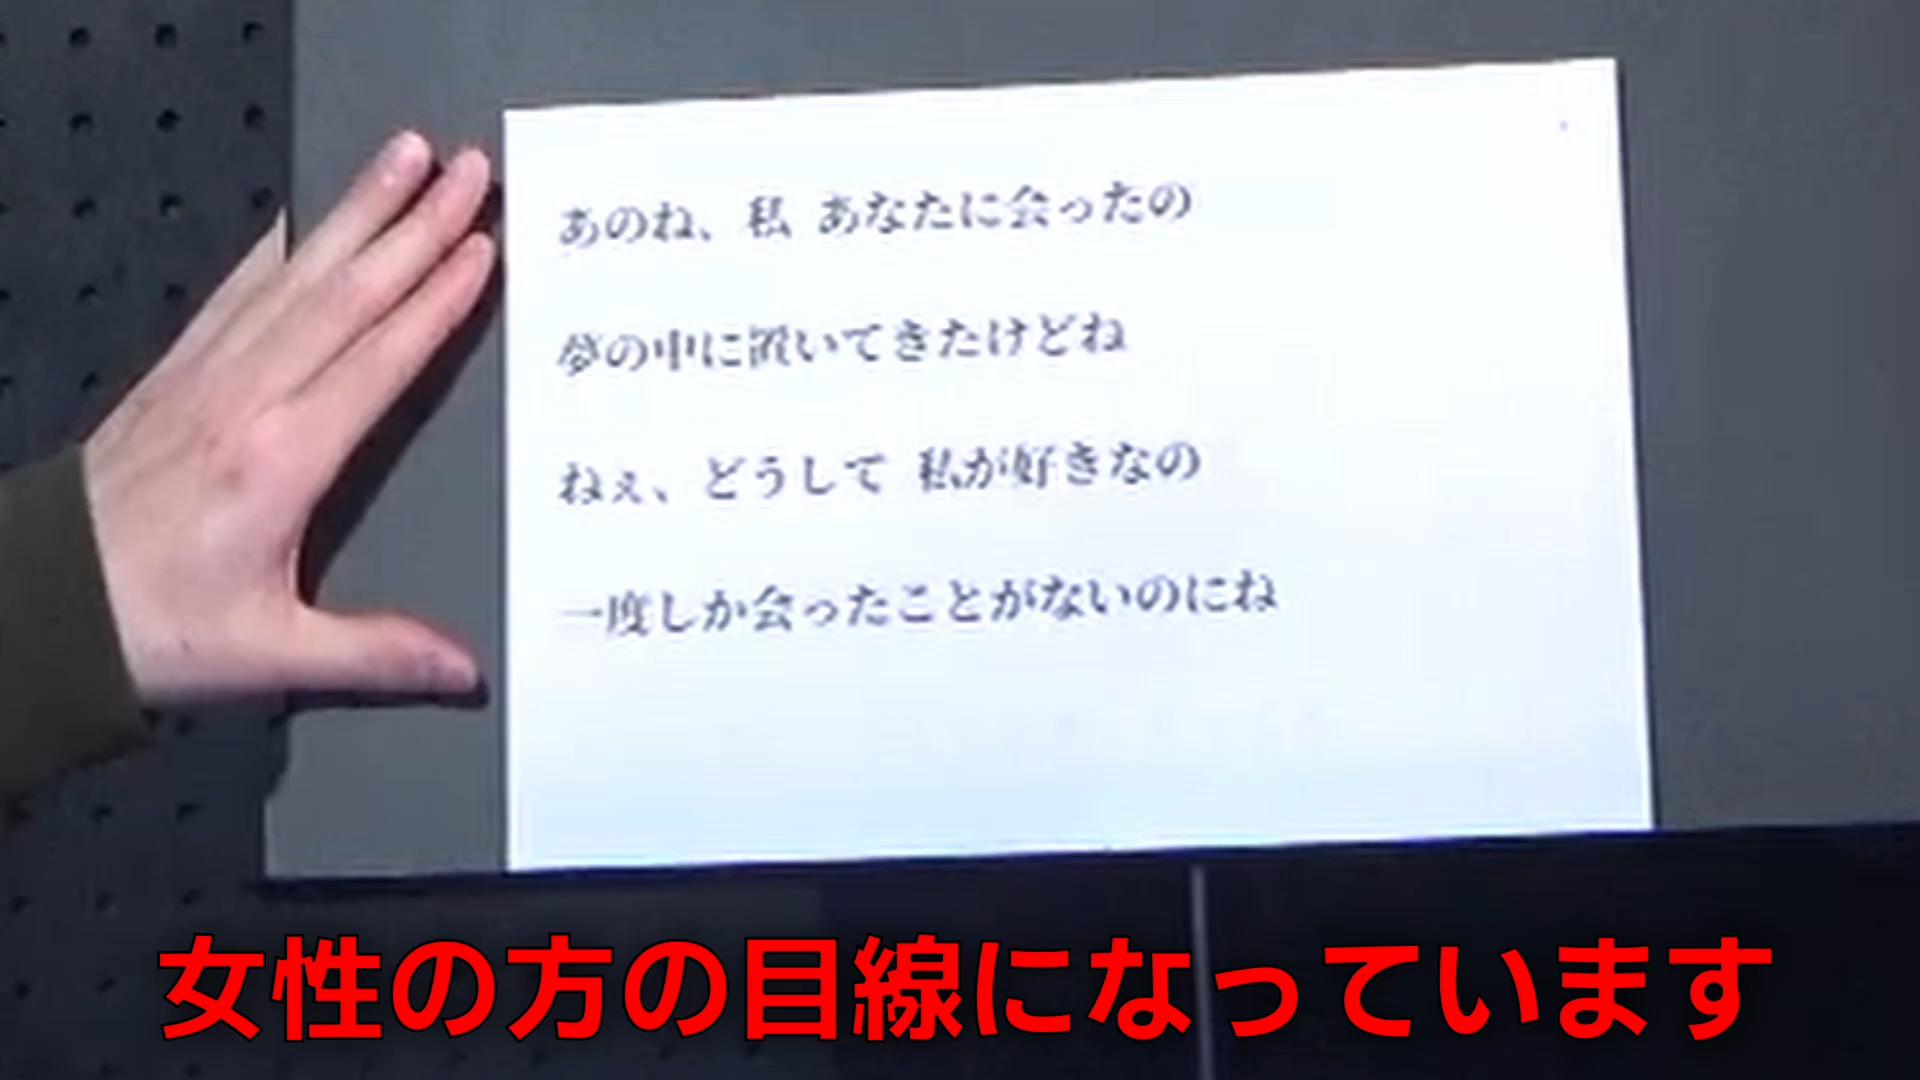 あのね、私 あなたに会ったの
夢の中に置いてきたけどね
ねぇ、どうして 私が好きなの
一度しか会ったことがないのにね
女性の方の目線になっています